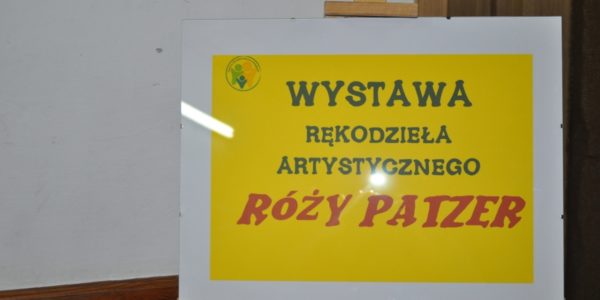 WYSTAWA
RĘKODZIEŁA
ARTYSTYCZNEGO
RÓŻY PATZER